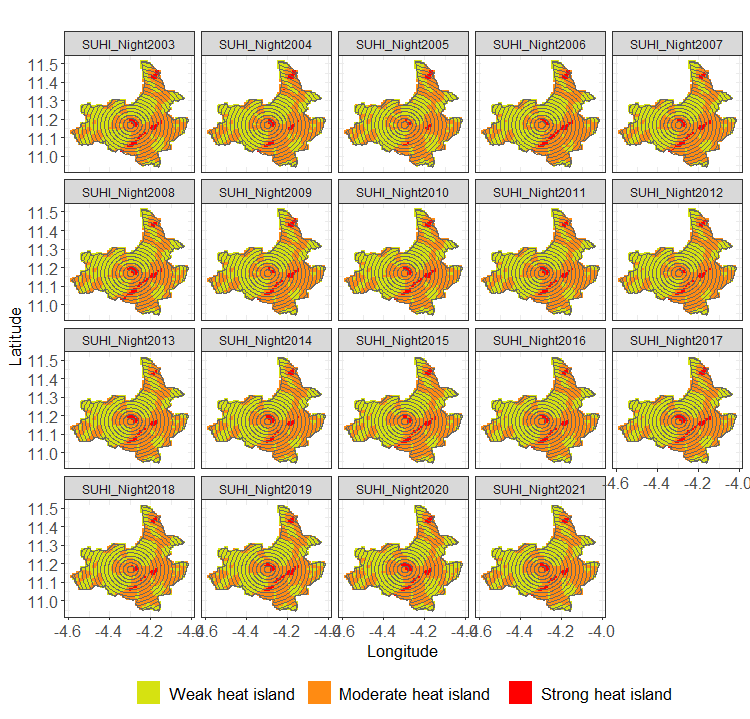 SUHI_Night2003 SUHI_Night2004 SUHI_Night2005 SUHI_Night2006 SUHI_Night2007
11.5
11.4
11.3
11.2
11.1
11.0
SUHI_Night2008 SUHI_Night2009 SUHI_Night2010 SUHI_Night2011 SUHI_Night2012
11.5
11.4
11.3
11.2
11.1
11.0
Latitude
SUHI_Night2013 SUHI_Night2014 SUHI_Night2015 SUHI_Night2016 SUHI_Night2017
11.5
11.4
11.3
11.2
11.1
11.0
-4.6 -4.4 -4.2 -4.0
SUHI_Night2018 SUHI_Night2019 SUHI_Night2020 SUHI_Night2021
11.5
11.4
11.3
11.2
11.1
11.0
-4.6 -4.4 -4.2 -4.0 -4.6 -4.4 -4.2 -4.0 -4.6 -4.4 -4.2 -4.0 -4.6 -4.4 -4.2 -4.0
Longitude
Weak heat island Moderate heat island Strong heat island